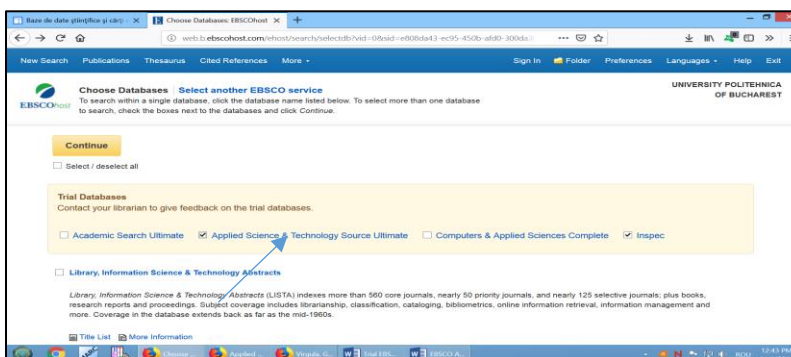 Baze de date științifice și cărți -
Choose Databases: EBSCOhost
web.b.ebscohost.com/ehost/search/selectdb?vid=0&sid=e808da43-ec95-450b-afd0-300da
New Search Publications Thesaurus Cited References More
Sign In Folder Preferences Languages Help Exit
EBSCOhost
Choose Databases Select another EBSCO service
To search within a single database, click the database name listed below. To select more than one database
to search, check the boxes next to the databases and click Continue.
UNIVERSITY POLITEHNICA
OF BUCHAREST
Continue
Select / deselect all
Trial Databases
Contact your librarian to give feedback on the trial databases.
Academic Search Ultimate Applied Science & Technology Source Ultimate Computers & Applied Sciences Complete Inspec
Library, Information Science & Technology Abstracts
Library, Information Science & Technology Abstracts (LISTA) indexes more than 560 core journals, nearly 50 priority journals, and nearly 125 selective journals; plus books,
research reports and proceedings. Subject coverage includes librarianship, classification, cataloging, bibliometrics, online information retrieval, information management and
more. Coverage in the database extends back as far as the mid-1960s.
Title List More Information
Choose Applied Virgula, G Trial EBS... EBSCO A... ROU 12:43 PM